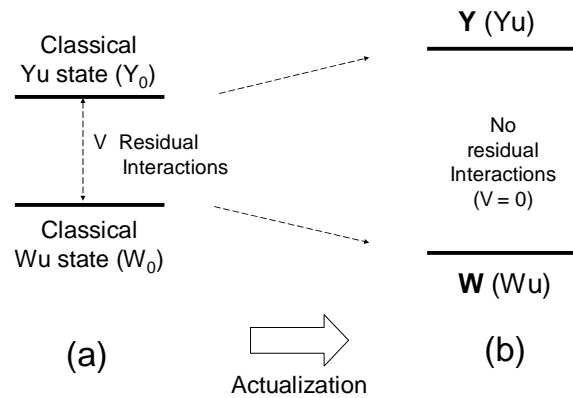 Classical
Yu state (Y₀)
V Residual
Interactions
Classical
Wu state (W₀)
(a)
Actualization
Y (Yu)
No
residual
Interactions
(V = 0)
W (Wu)
(b)